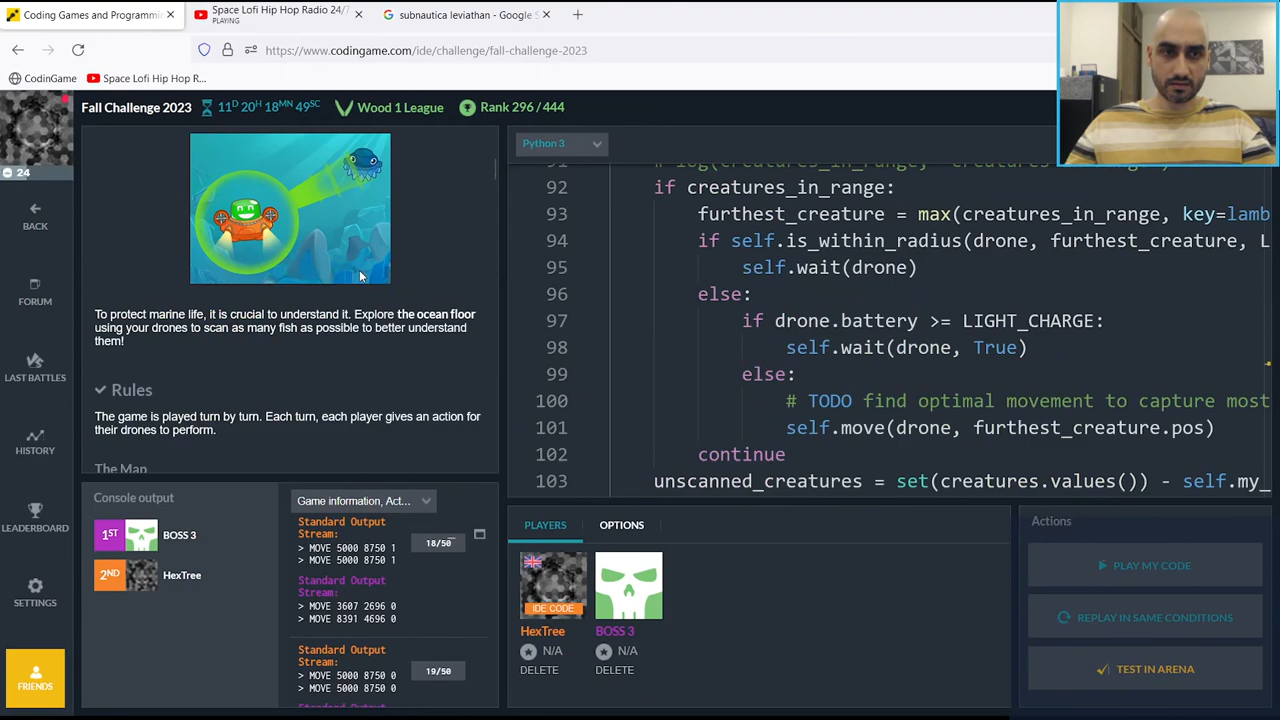 Coding Games and Programmi
Space Lofi Hip Hop Radio 24/7
PLAYING
subnautica leviathan - Google S
https://www.codingame.com/ide/challenge/fall-challenge-2023
CodinGame
Space Lofi Hip Hop R...
Fall Challenge 2023
11D 20H 18MN 49SC
Wood 1 League
Rank 296 / 444
24
BACK
FORUM
LAST BATTLES
HISTORY
LEADERBOARD
SETTINGS
FRIENDS
To protect marine life, it is crucial to understand it. Explore the ocean floor
using your drones to scan as many fish as possible to better understand
them!
Rules
The game is played turn by turn. Each turn, each player gives an action for
their drones to perform.
The Map
Python 3
92 if creatures_in_range:
93 furthest_creature = max(creatures_in_range, key=lamb
94 if self.is_within_radius(drone, furthest_creature, L
95 self.wait(drone)
96 else:
97 if drone.battery >= LIGHT_CHARGE:
98 self.wait(drone, True)
99 else:
100 # TODO find optimal movement to capture most
101 self.move(drone, furthest_creature.pos)
102 continue
103 unscanned_creatures = set(creatures.values()) - self.my_
Console output
1ST BOSS 3
2ND HexTree
Game information, Act...
Standard Output
Stream:
18/50
> MOVE 5000 8750 1
> MOVE 5000 8750 1
Standard Output
Stream:
> MOVE 3607 2696 0
> MOVE 8391 4696 0
Standard Output
Stream:
19/50
> MOVE 5000 8750 0
> MOVE 5000 8750 0
PLAYERS
OPTIONS
IDE CODE
HexTree
N/A
DELETE
BOSS 3
N/A
DELETE
Actions
PLAY MY CODE
REPLAY IN SAME CONDITIONS
TEST IN ARENA